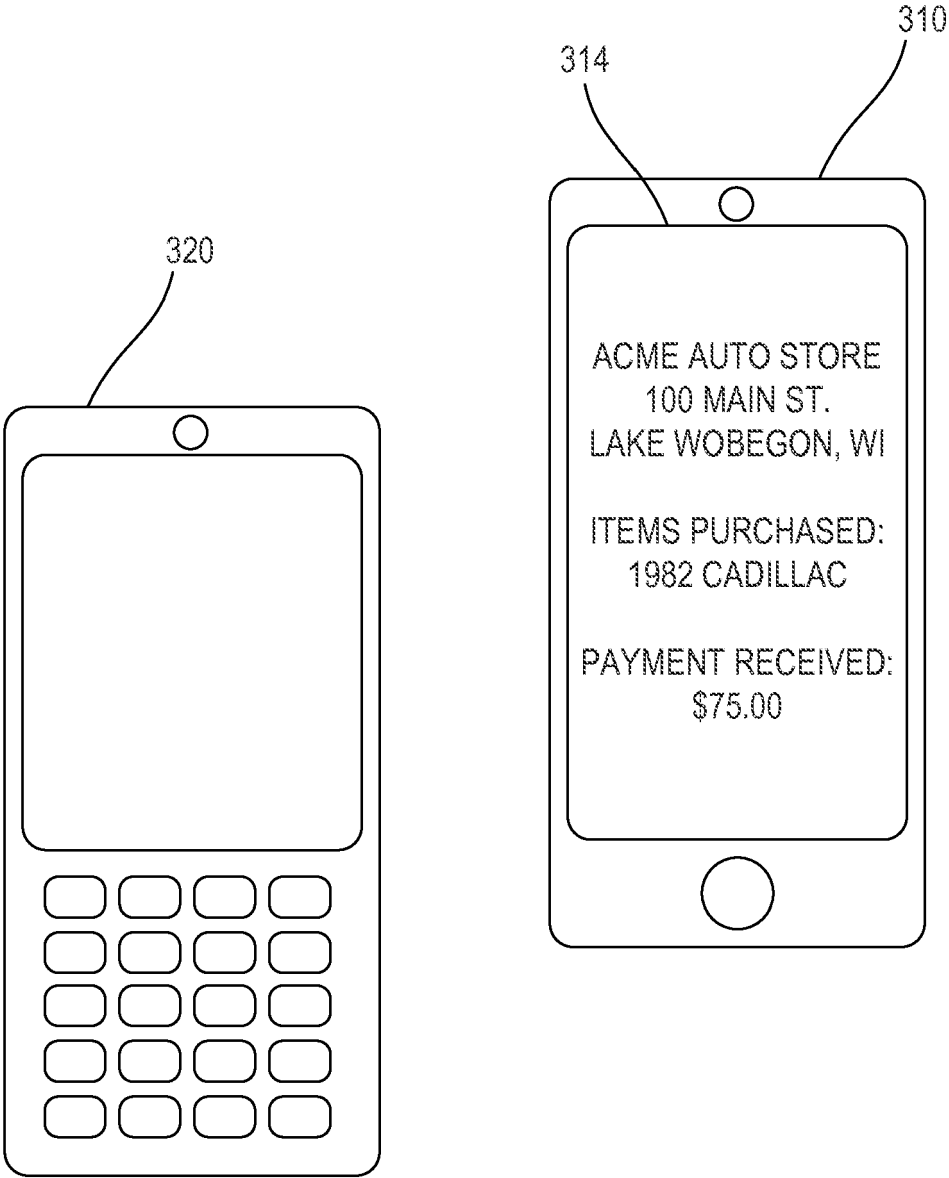 310
314
320
ACME AUTO STORE
100 MAIN ST.
LAKE WOBEGON, WI
ITEMS PURCHASED:
1982 CADILLAC
PAYMENT RECEIVED:
$75.00